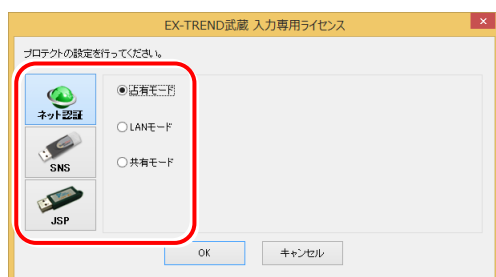 EX-TREND武蔵 入力専用ライセンス
プロテクトの設定を行ってください。
ネット認証
占有モード
LANモード
SNS
共有モード
JSP
OK
キャンセル